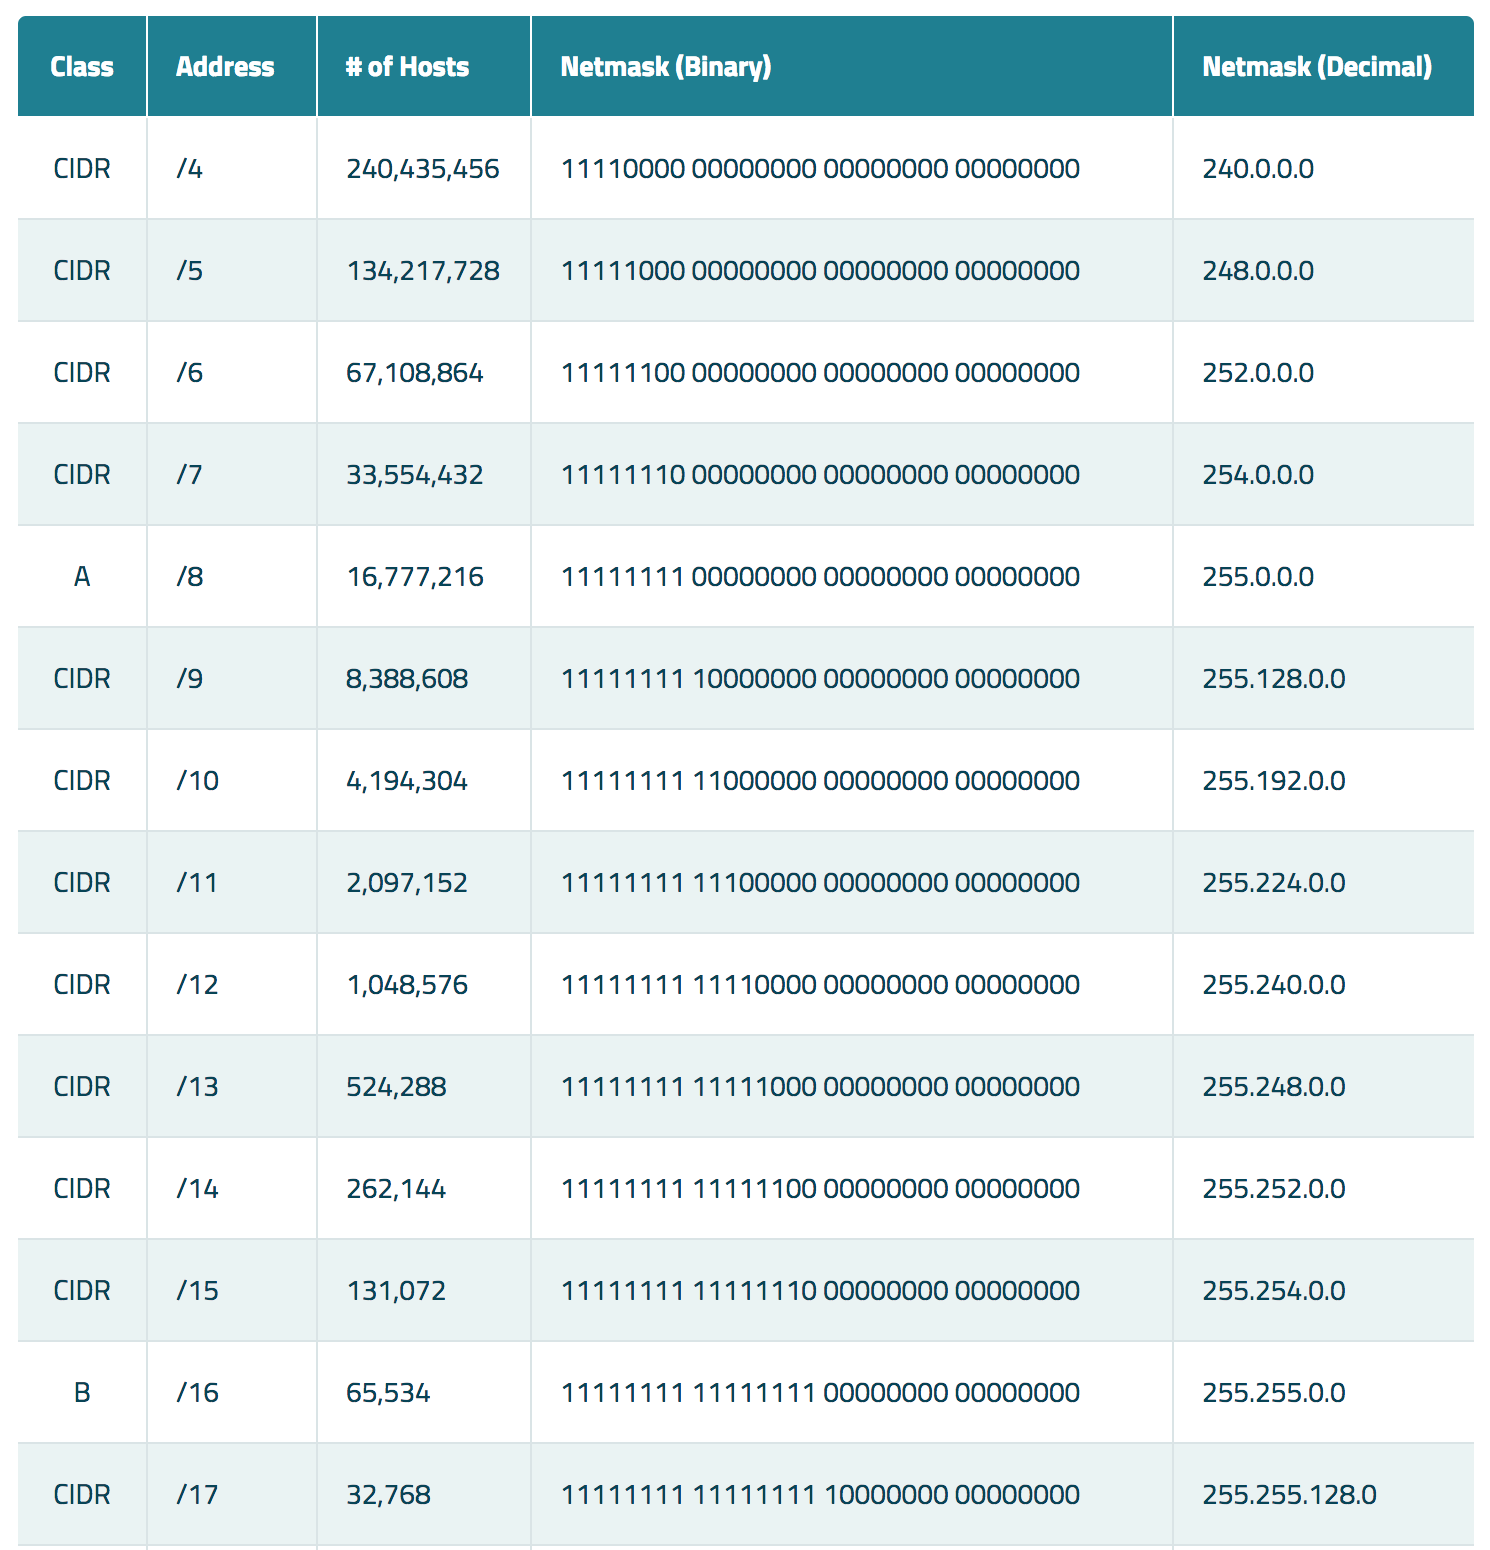 Class Address # of Hosts Netmask (Binary) Netmask (Decimal)
CIDR /4 240,435,456 11110000 00000000 00000000 00000000 240.0.0.0
CIDR /5 134,217,728 11111000 00000000 00000000 00000000 248.0.0.0
CIDR /6 67,108,864 11111100 00000000 00000000 00000000 252.0.0.0
CIDR /7 33,554,432 11111110 00000000 00000000 00000000 254.0.0.0
A /8 16,777,216 11111111 00000000 00000000 00000000 255.0.0.0
CIDR /9 8,388,608 11111111 10000000 00000000 00000000 255.128.0.0
CIDR /10 4,194,304 11111111 11000000 00000000 00000000 255.192.0.0
CIDR /11 2,097,152 11111111 11100000 00000000 00000000 255.224.0.0
CIDR /12 1,048,576 11111111 11110000 00000000 00000000 255.240.0.0
CIDR /13 524,288 11111111 11111000 00000000 00000000 255.248.0.0
CIDR /14 262,144 11111111 11111100 00000000 00000000 255.252.0.0
CIDR /15 131,072 11111111 11111110 00000000 00000000 255.254.0.0
B /16 65,534 11111111 11111111 00000000 00000000 255.255.0.0
CIDR /17 32,768 11111111 11111111 10000000 00000000 255.255.128.0